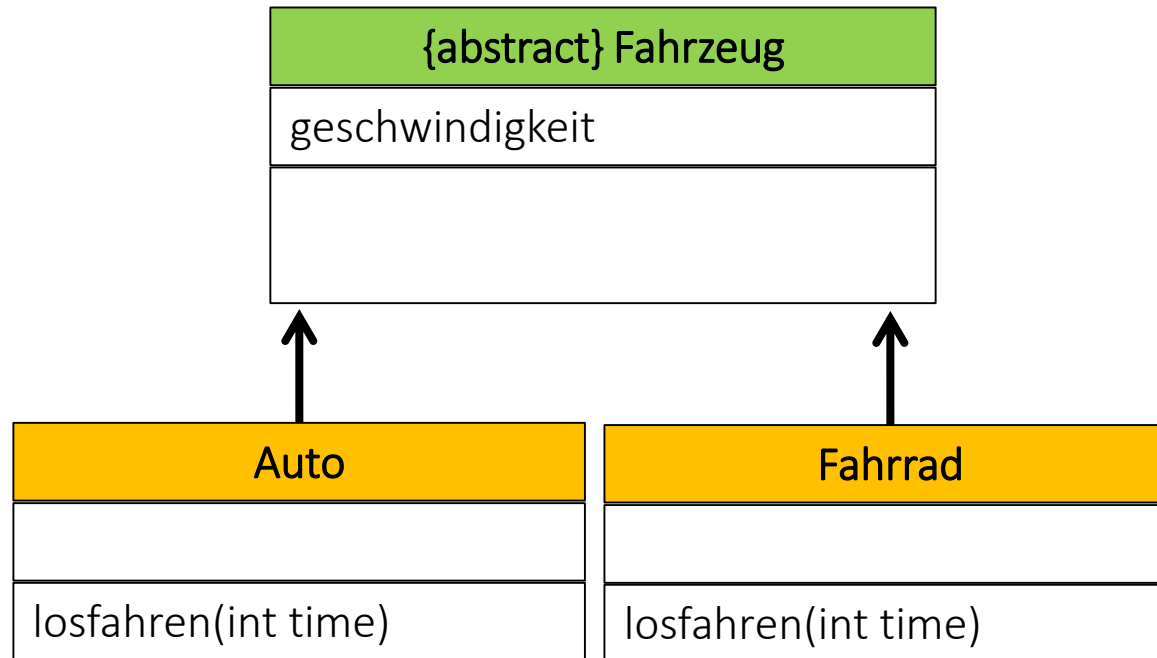 {abstract} Fahrzeug
geschwindigkeit
Auto
losfahren(int time)
Fahrrad
losfahren(int time)